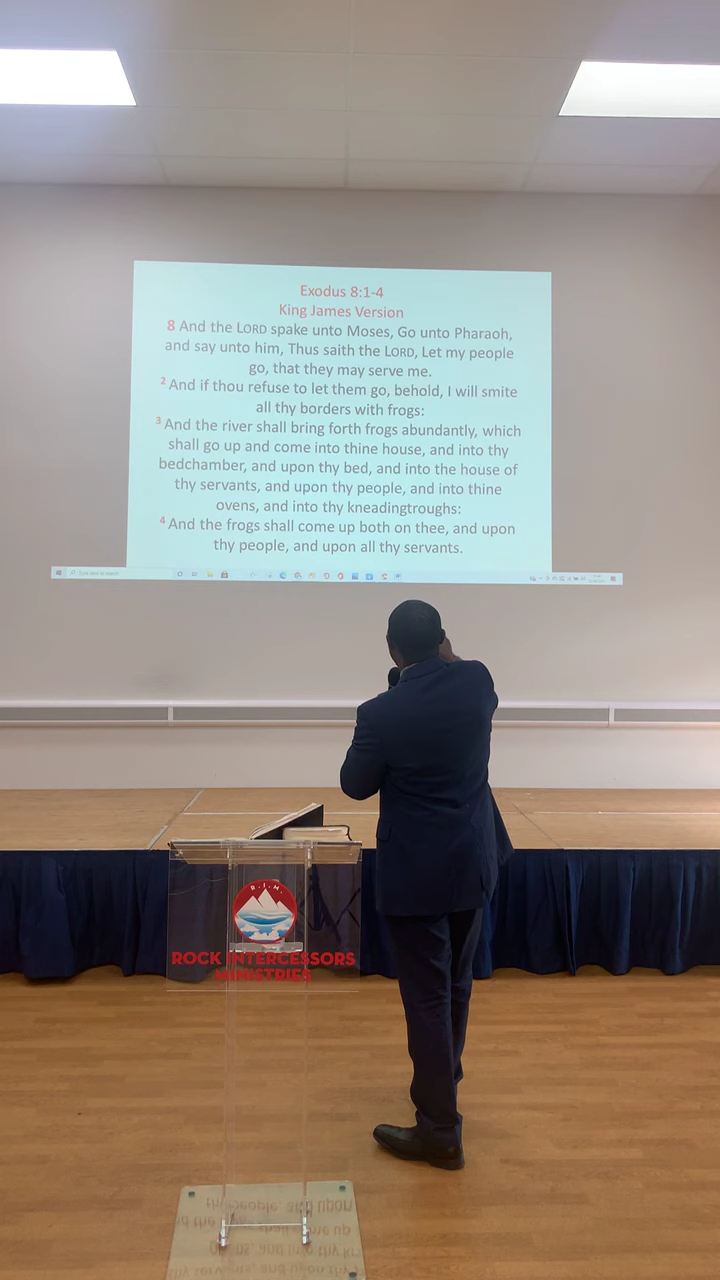 Exodus 8:1-4
King James Version
8 And the LORD spake unto Moses, Go unto Pharaoh,
and say unto him, Thus saith the LORD, Let my people
go, that they may serve me.
2 And if thou refuse to let them go, behold, I will smite
all thy borders with frogs:
3 And the river shall bring forth frogs abundantly, which
shall go up and come into thine house, and into thy
bedchamber, and upon thy bed, and into the house of
thy servants, and upon thy people, and into thine
ovens, and into thy kneadingtroughs:
4 And the frogs shall come up both on thee, and upon
thy people, and upon all thy servants.
Type here to search
R.I.M.
ROCK INTERCESSORS
MINISTRIES